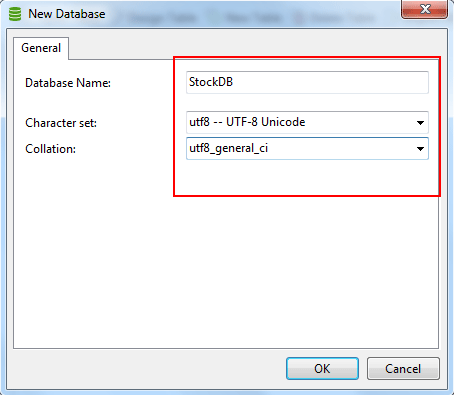 New Database
General
Database Name: StockDB
Character set: utf8 -- UTF-8 Unicode
Collation: utf8_general_ci
OK Cancel